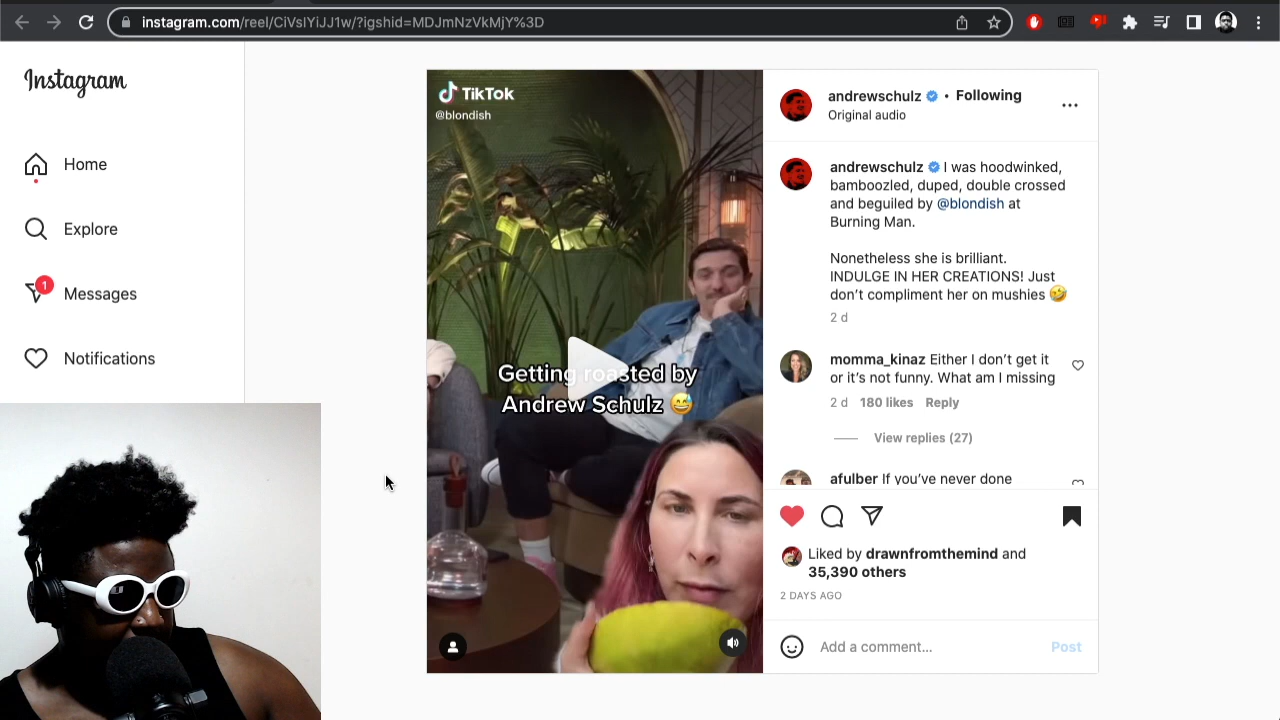 instagram.com/reel/CiVslYiJJ1w/?igshid=MDJmNzVkMjY%3D
Instagram
Home
Explore
1
Messages
Notifications
TikTok
@blondish
Getting roasted by
Andrew Schulz 😅
andrewschulz • Following
Original audio
andrewschulz I was hoodwinked,
bamboozled, duped, double crossed
and beguiled by @blondish at
Burning Man.
Nonetheless she is brilliant.
INDULGE IN HER CREATIONS! Just
don’t compliment her on mushies 🤣
2 d
momma_kinaz Either I don’t get it
or it’s not funny. What am I missing
2 d 180 likes Reply
View replies (27)
afulber If you’ve never done
Liked by drawnfromthemind and
35,390 others
2 DAYS AGO
Add a comment...
Post